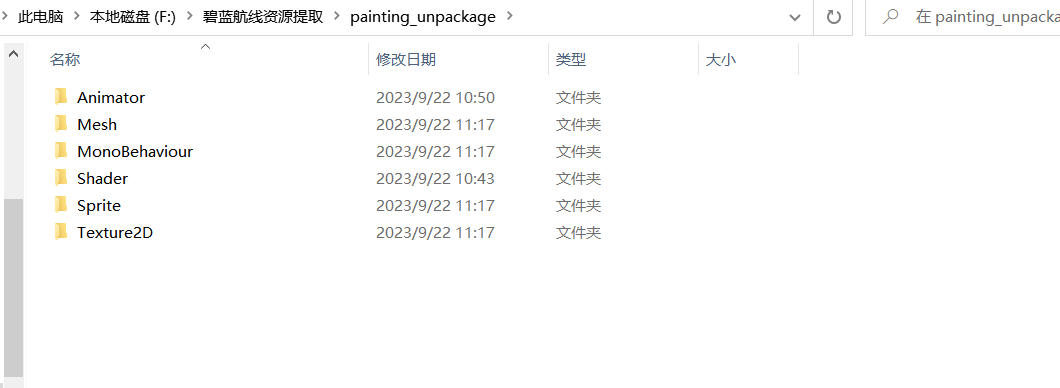 此电脑 › 本地磁盘 (F:) › 碧蓝航线资源提取 › painting_unpackage › 在 painting_unpacka
名称 修改日期 类型 大小
Animator 2023/9/22 10:50 文件夹
Mesh 2023/9/22 11:17 文件夹
MonoBehaviour 2023/9/22 11:17 文件夹
Shader 2023/9/22 10:43 文件夹
Sprite 2023/9/22 11:17 文件夹
Texture2D 2023/9/22 11:17 文件夹